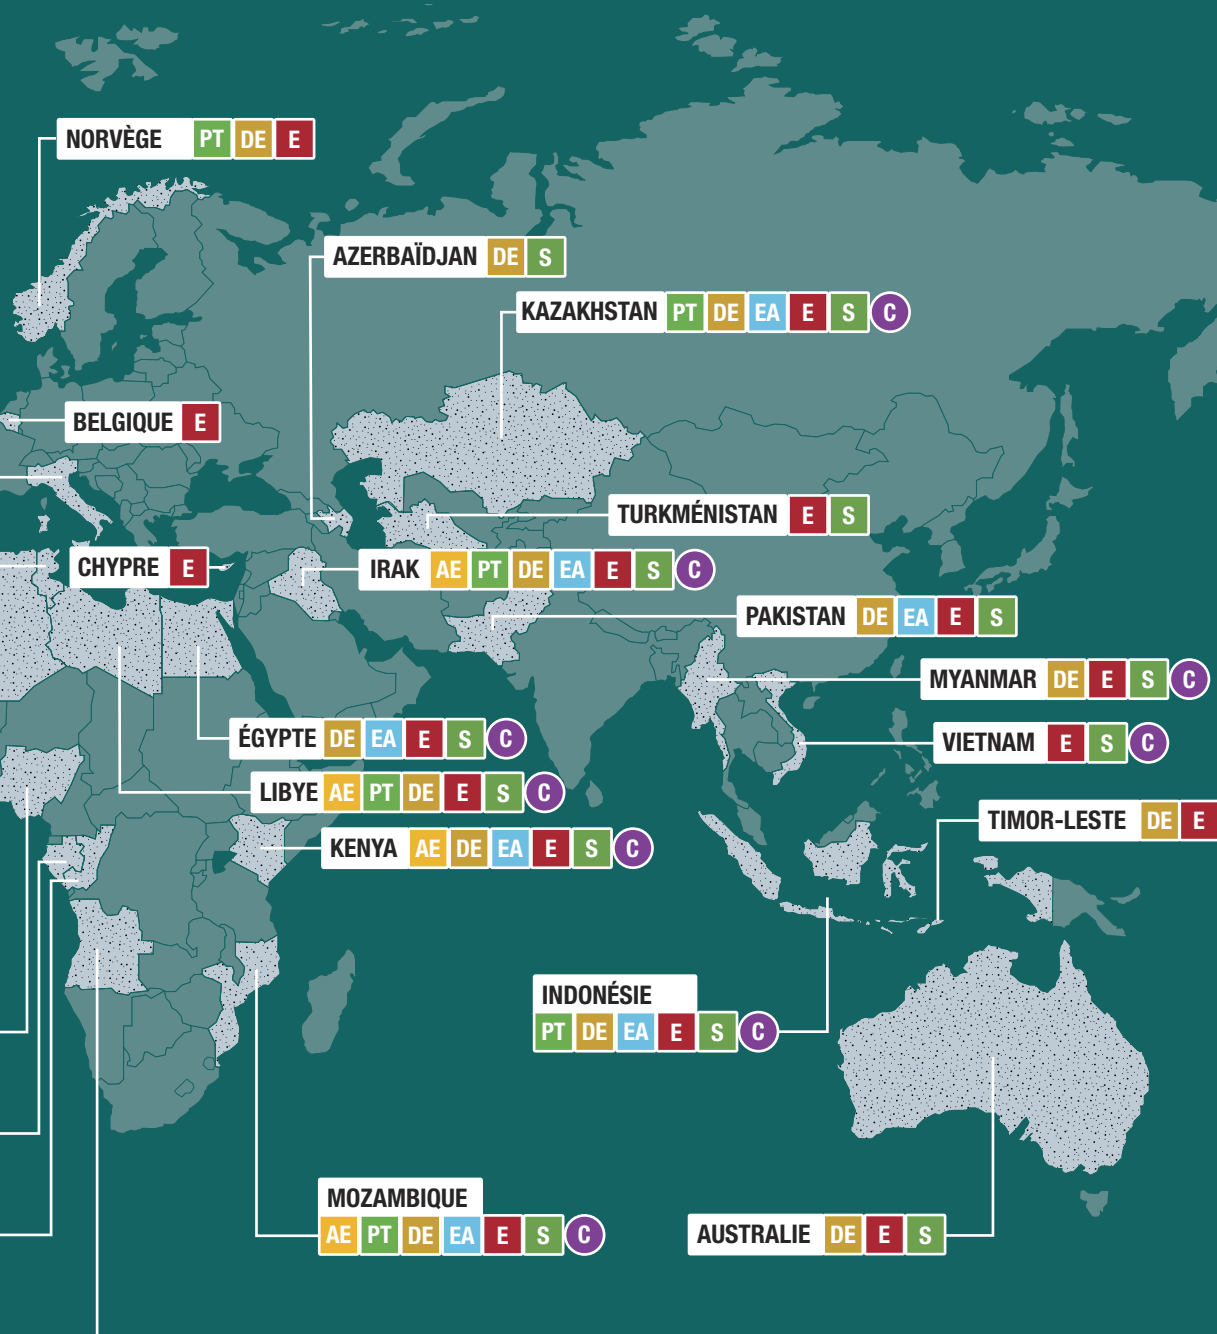 NORVÈGE PT DE E
AZERBAÏDJAN DE S
KAZAKHSTAN PT DE EA E S C
BELGIQUE E
TURKMÉNISTAN E S
CHYPRE E
IRAK AE PT DE EA E S C
PAKISTAN DE EA E S
MYANMAR DE E S C
ÉGYPTE DE EA E S C
VIETNAM E S C
LIBYE AE PT DE E S C
TIMOR-LESTE DE E
KENYA AE DE EA E S C
INDONÉSIE
PT DE EA E S C
MOZAMBIQUE
AE PT DE EA E S C
AUSTRALIE DE E S